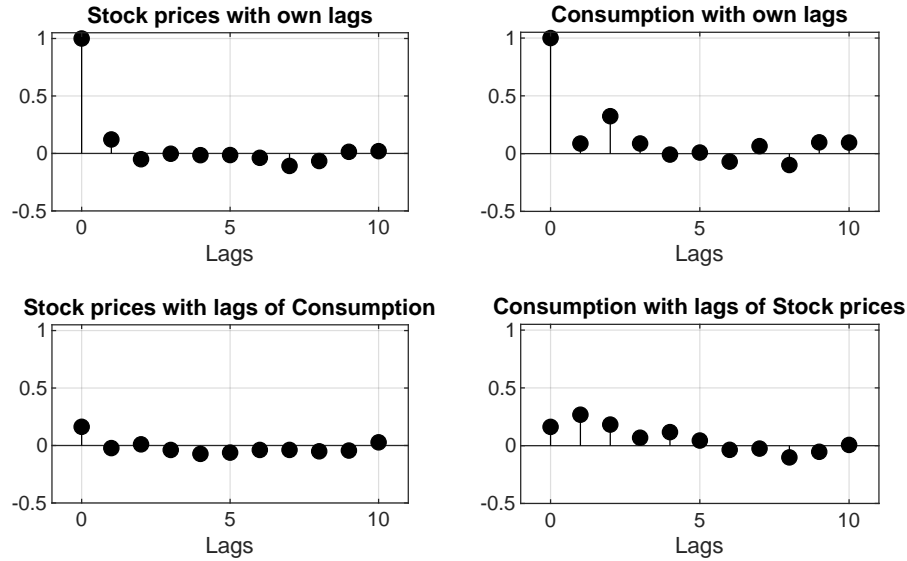 Stock prices with own lags
1
0.5
0
-0.5
0 5 10
Lags
Consumption with own lags
1
0.5
0
-0.5
0 5 10
Lags
Stock prices with lags of Consumption
1
0.5
0
-0.5
0 5 10
Lags
Consumption with lags of Stock prices
1
0.5
0
-0.5
0 5 10
Lags